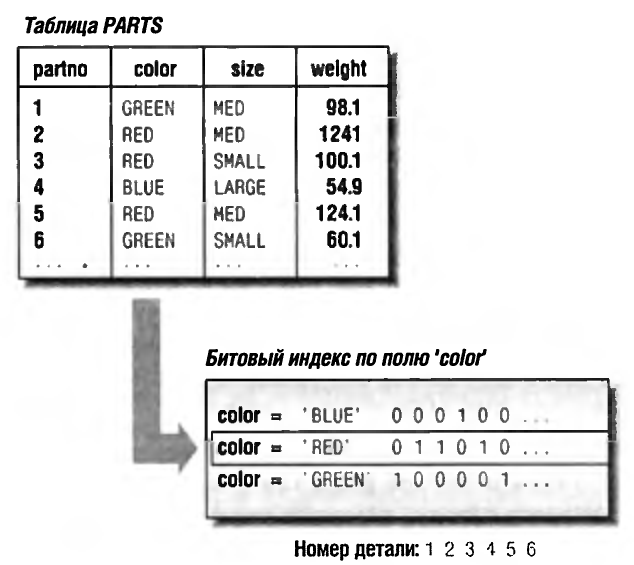 Таблица PARTS
partno color size weight
1 GREEN MED 98.1
2 RED MED 1241
3 RED SMALL 100.1
4 BLUE LARGE 54.9
5 RED MED 124.1
6 GREEN SMALL 60.1
... . ... ... ...
Битовый индекс по полю 'color'
color = 'BLUE' 0 0 0 1 0 0 ...
color = 'RED' 0 1 1 0 1 0 ...
color = 'GREEN' 1 0 0 0 0 1 ...
Номер детали: 1 2 3 4 5 6